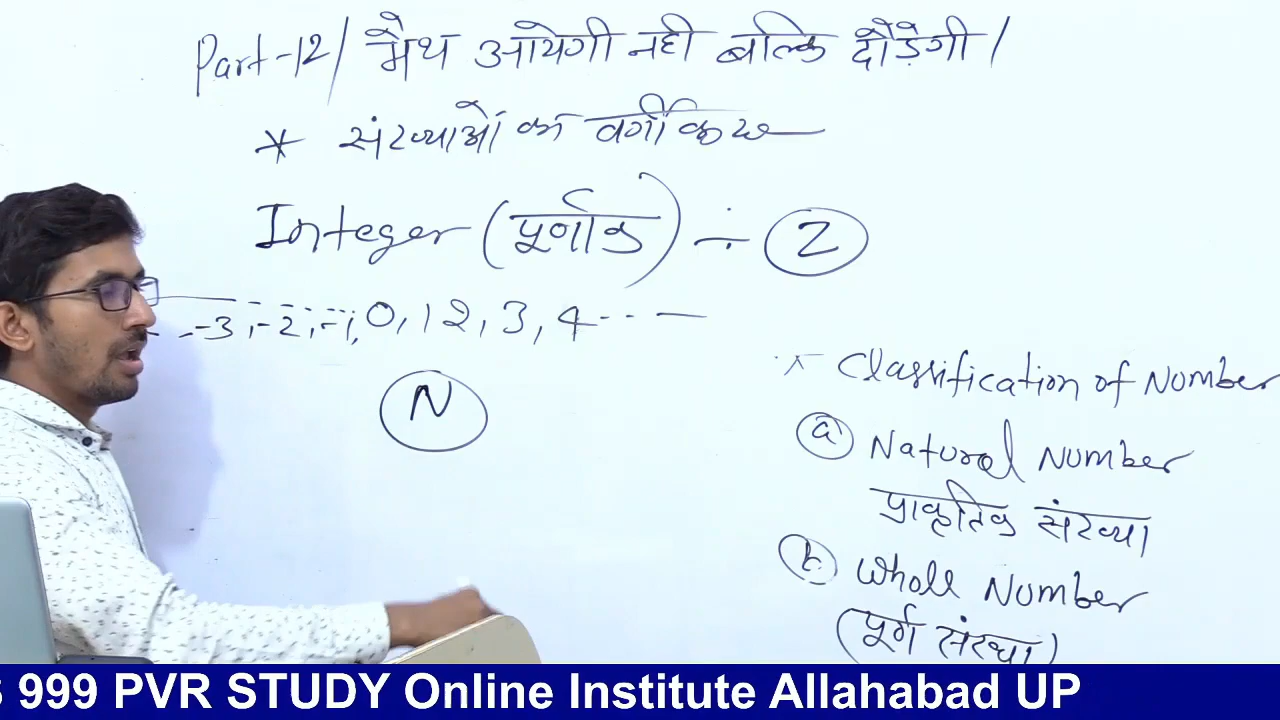 Part-12/ मैथ आयेगी नही बल्कि दौड़ेगी /
* संख्याओं का वर्गीकरण
Integer (पूर्णांक) ÷ Z
-3, -2, -1, 0, 1 2, 3, 4 ---
N
* Classification of Number
(a) Natural Number
प्राकृतिक संख्या
(b) Whole Number
(पूर्ण संख्या)
999 PVR STUDY Online Institute Allahabad UP